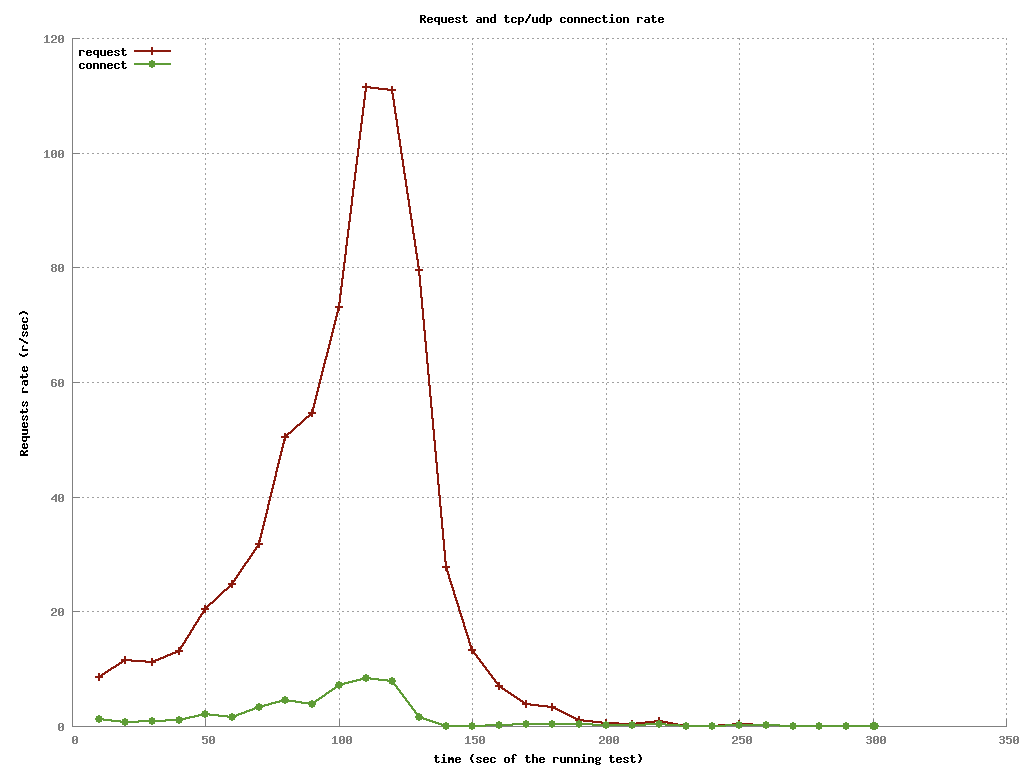 Request and tcp/udp connection rate
request
connect
120
100
80
60
40
20
0
Requests rate (r/sec)
0 50 100 150 200 250 300 350
time (sec of the running test)